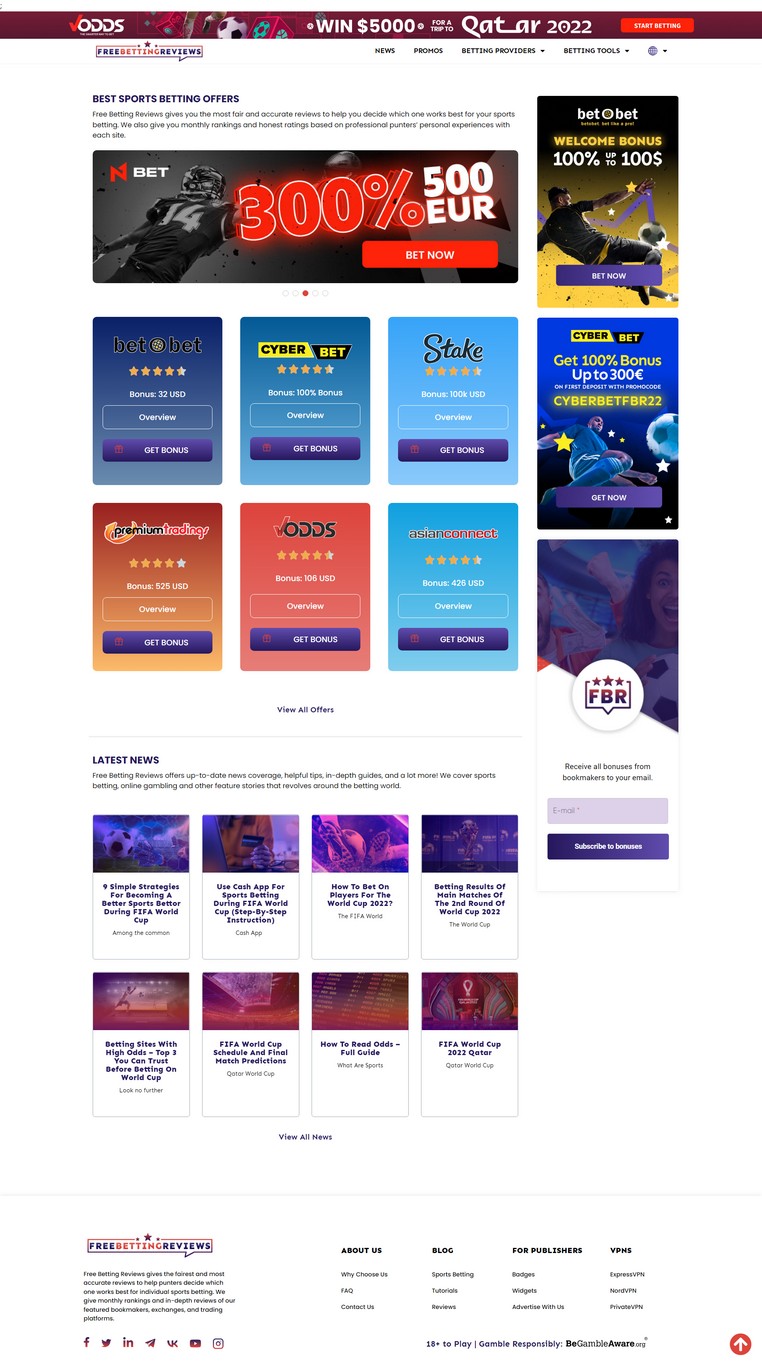 ;
VODDS
THE SMARTER WAY TO BET
WIN $5000
FOR A
TRIP TO
Qatar 2022
START BETTING
FREEBETTINGREVIEWS
NEWS
PROMOS
BETTING PROVIDERS
BETTING TOOLS
BEST SPORTS BETTING OFFERS
Free Betting Reviews gives you the most fair and accurate reviews to help you decide which one works best for your sports
betting. We also give you monthly rankings and honest ratings based on professional punters' personal experiences with
each site.
N1 BET
14
300%
500
EUR
BET NOW
betobet
betobet bet like a pro!
WELCOME BONUS
100% UP TO 100$
BET NOW
betobet
Bonus: 32 USD
Overview
GET BONUS
CYBER BET
Bonus: 100% Bonus
Overview
GET BONUS
Stake
Bonus: 100k USD
Overview
GET BONUS
CYBER BET
Get 100% Bonus
Up to 300€
ON FIRST DEPOSIT WITH PROMOCODE
CYBERBETFBR22
GET NOW
premiumtradings
Bonus: 525 USD
Overview
GET BONUS
VODDS
Bonus: 106 USD
Overview
GET BONUS
asianconnect
Bonus: 426 USD
Overview
GET BONUS
FBR
Receive all bonuses from
bookmakers to your email.
E-mail *
Subscribe to bonuses
View All Offers
LATEST NEWS
Free Betting Reviews offers up-to-date news coverage, helpful tips, in-depth guides, and a lot more! We cover sports
betting, online gambling and other feature stories that revolves around the betting world.
9 Simple Strategies
For Becoming A
Better Sports Bettor
During FIFA World
Cup
Among the common
Use Cash App For
Sports Betting
During FIFA World
Cup (Step-By-Step
Instruction)
Cash App
How To Bet On
Players For The
World Cup 2022?
The FIFA World
Betting Results Of
Main Matches Of
The 2nd Round Of
World Cup 2022
The World Cup
Betting Sites With
High Odds – Top 3
You Can Trust
Before Betting On
World Cup
Look no further
FIFA World Cup
Schedule And Final
Match Predictions
Qatar World Cup
How To Read Odds –
Full Guide
What Are Sports
FIFA World Cup
2022 Qatar
Qatar World Cup
View All News
FREEBETTINGREVIEWS
Free Betting Reviews gives the fairest and most
accurate reviews to help punters decide which
one works best for individual sports betting. We
give monthly rankings and in-depth reviews of our
featured bookmakers, exchanges, and trading
platforms.
ABOUT US
Why Choose Us
FAQ
Contact Us
BLOG
Sports Betting
Tutorials
Reviews
FOR PUBLISHERS
Badges
Widgets
Advertise With Us
VPNS
ExpressVPN
NordVPN
PrivateVPN
18+ to Play | Gamble Responsibly: BeGambleAware.org®